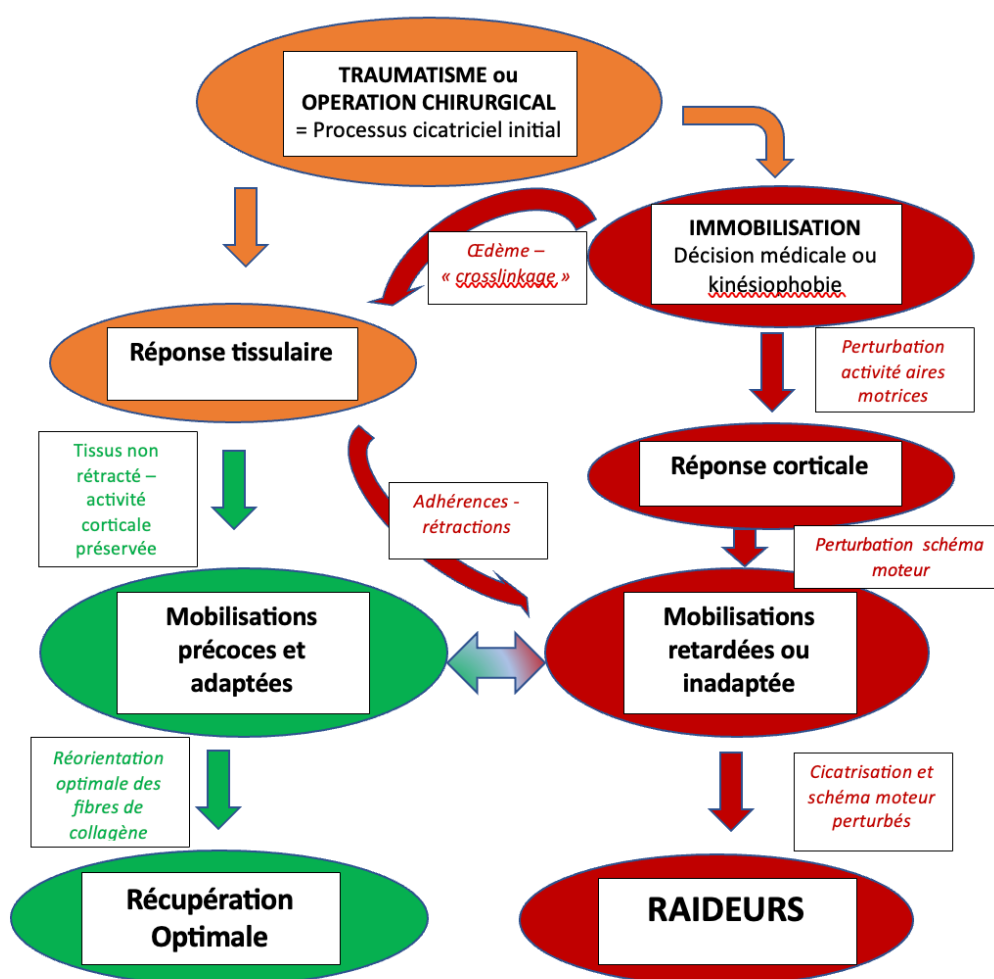 TRAUMATISME ou
OPERATION CHIRURGICAL
= Processus cicatriciel initial
IMMOBILISATION
Décision médicale ou
kinésiophobie
Œdème –
« crosslinkage »
Réponse tissulaire
Perturbation
activité aires
motrices
Tissus non
rétracté –
activité
corticale
préservée
Réponse corticale
Adhérences -
rétractions
Perturbation schéma
moteur
Mobilisations
précoces et
adaptées
Mobilisations
retardées ou
inadaptée
Réorientation
optimale des
fibres de
collagène
Cicatrisation et
schéma moteur
perturbés
Récupération
Optimale
RAIDEURS